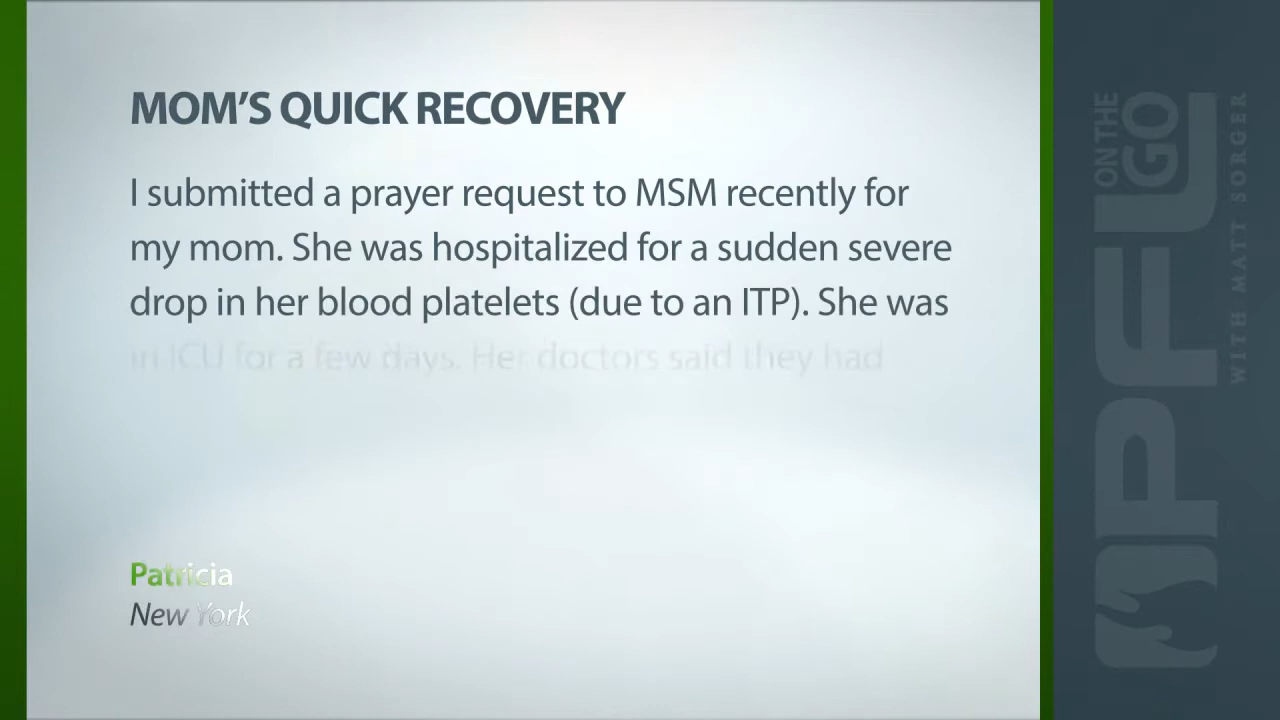 MOM'S QUICK RECOVERY
I submitted a prayer request to MSM recently for
my mom. She was hospitalized for a sudden severe
drop in her blood platelets (due to an ITP). She was
in ICU for a few days. Her doctors said they had
Patricia
New York
ON THE
GO
MPFL
WITH MATT SORGER